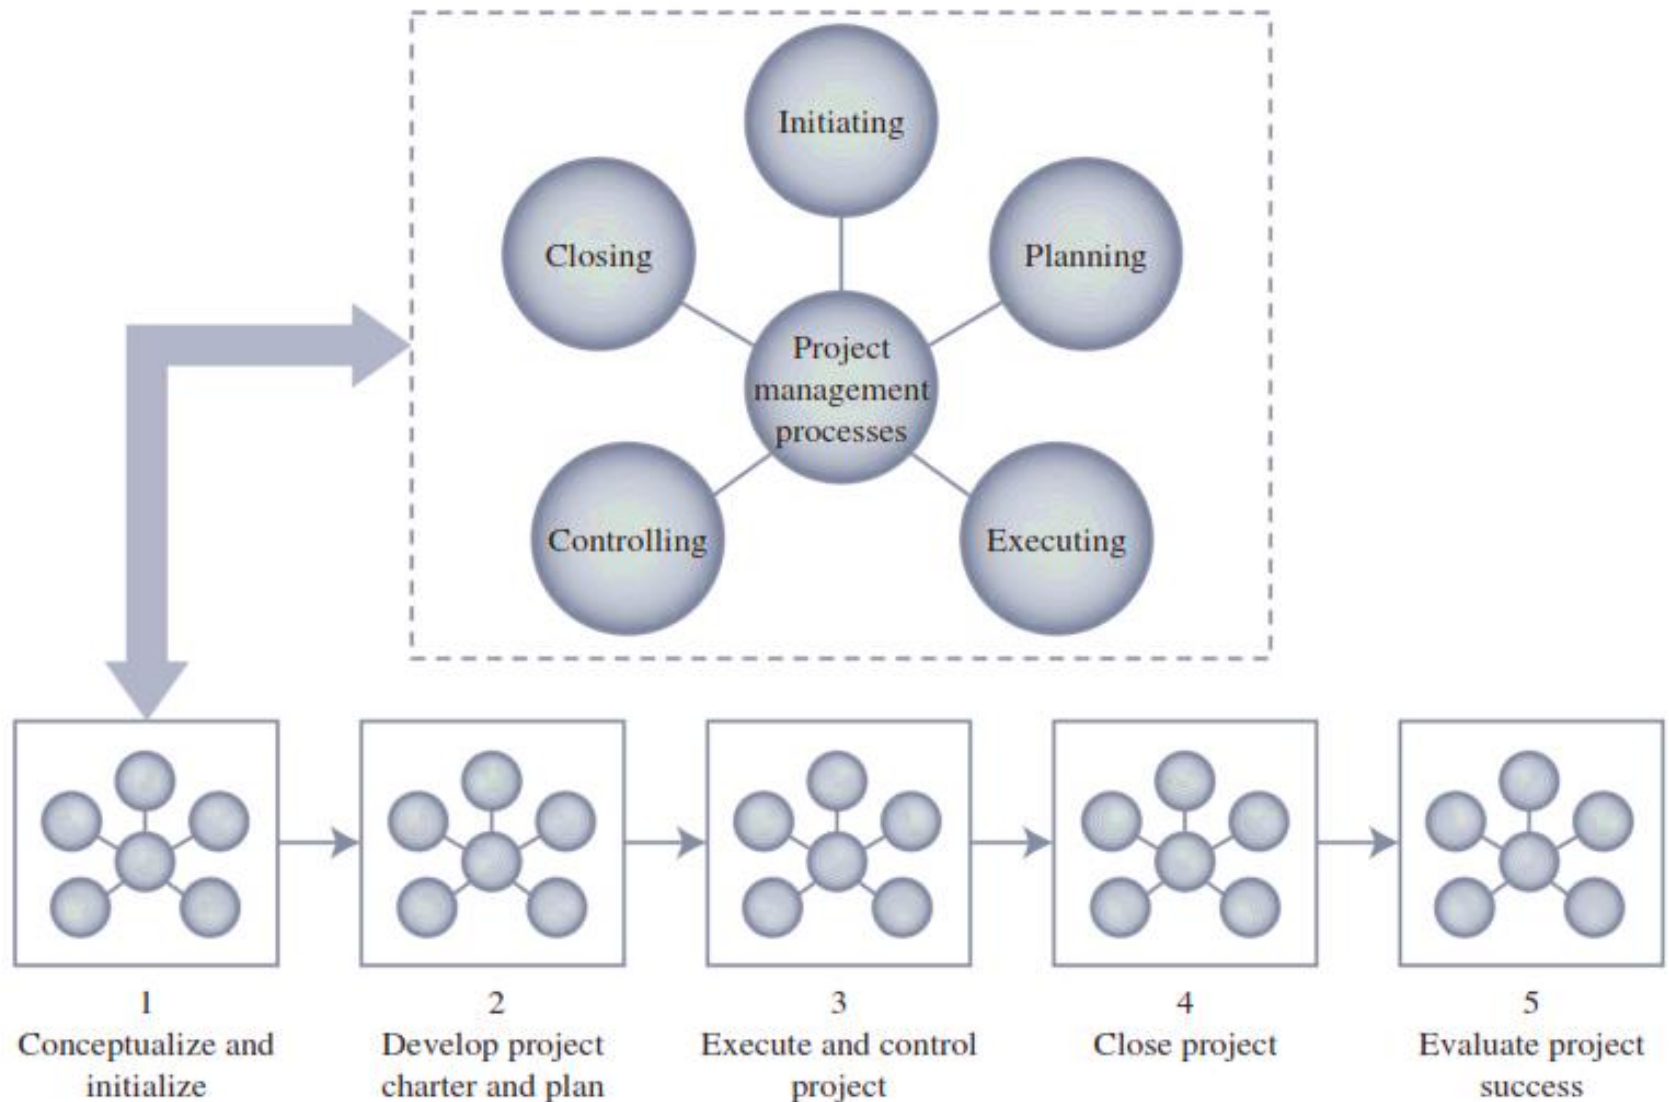 Initiating
Closing
Planning
Project
management
processes
Controlling
Executing
1
Conceptualize and
initialize
2
Develop project
charter and plan
3
Execute and control
project
4
Close project
5
Evaluate project
success